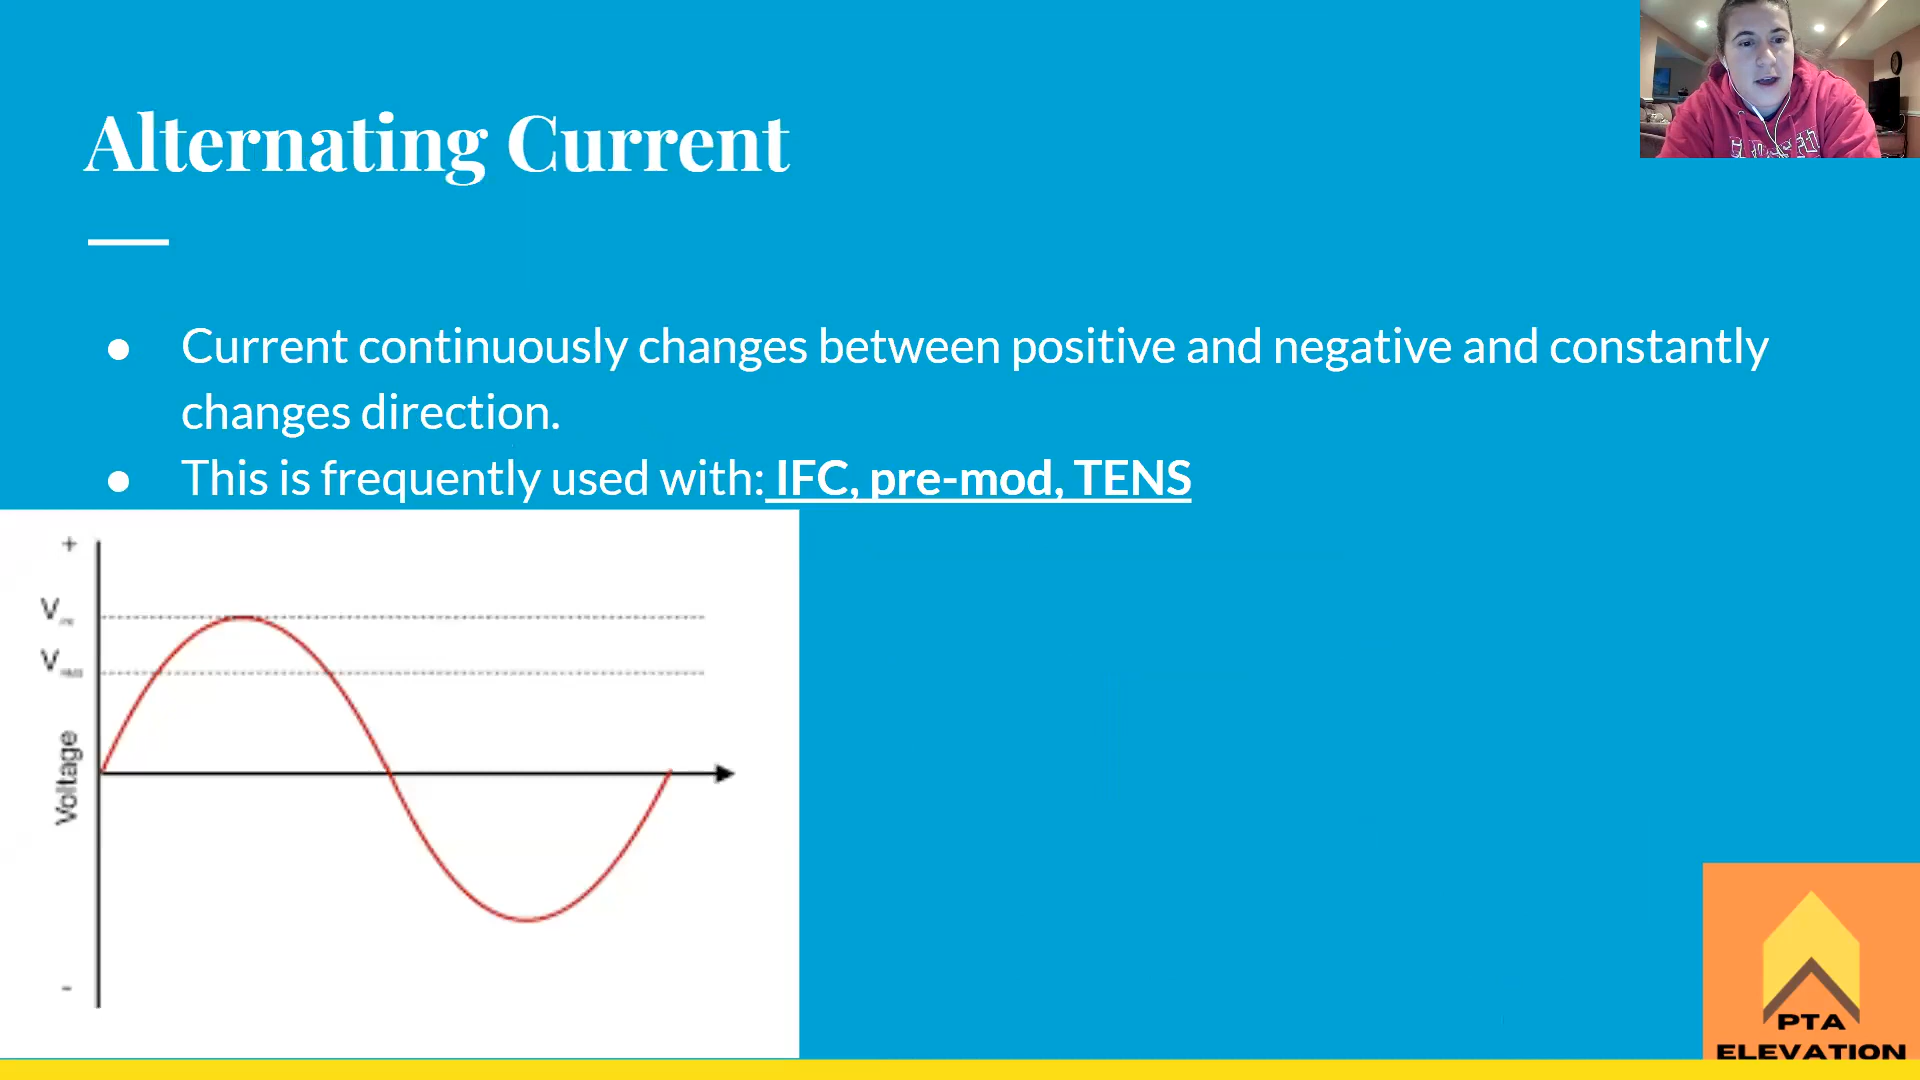 Alternating Current
● Current continuously changes between positive and negative and constantly
changes direction.
● This is frequently used with: IFC, pre-mod, TENS
+
V
V
Voltage
-
PTA
ELEVATION